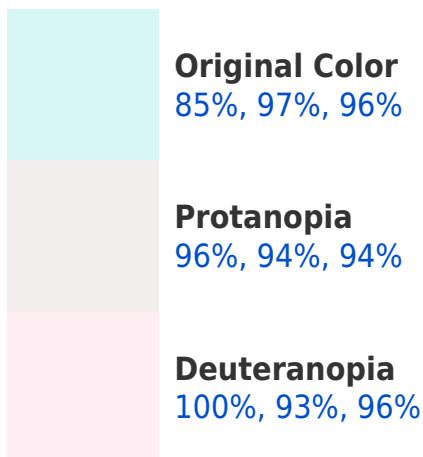 Original Color
85%, 97%, 96%
Protanopia
96%, 94%, 94%
Deuteranopia
100%, 93%, 96%